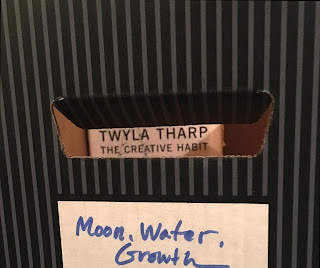 TWYLA THARP
THE CREATIVE HABIT
Moon, Water,
Growth